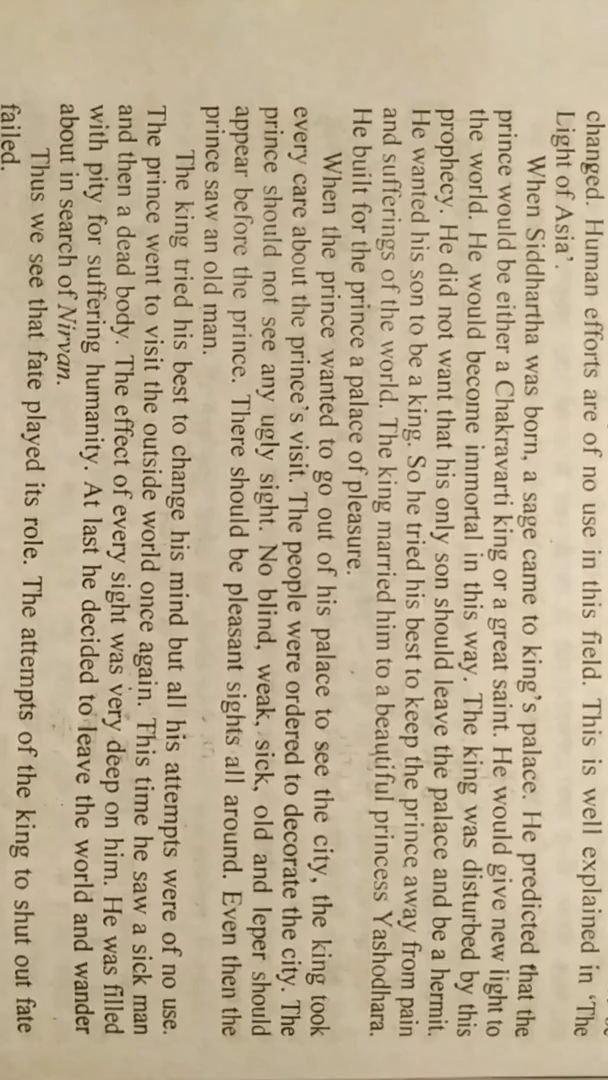 changed. Human efforts are of no use in this field. This is well explained in ‘The
Light of Asia’.
When Siddhartha was born, a sage came to king’s palace. He predicted that the
prince would be either a Chakravarti king or a great saint. He would give new light to
the world. He would become immortal in this way. The king was disturbed by this
prophecy. He did not want that his only son should leave the palace and be a hermit.
He wanted his son to be a king. So he tried his best to keep the prince away from pain
and sufferings of the world. The king married him to a beautiful princess Yashodhara.
He built for the prince a palace of pleasure.
When the prince wanted to go out of his palace to see the city, the king took
every care about the prince’s visit. The people were ordered to decorate the city. The
prince should not see any ugly sight. No blind, weak, sick, old and leper should
appear before the prince. There should be pleasant sights all around. Even then the
prince saw an old man.
The king tried his best to change his mind but all his attempts were of no use.
The prince went to visit the outside world once again. This time he saw a sick man
and then a dead body. The effect of every sight was very deep on him. He was filled
with pity for suffering humanity. At last he decided to leave the world and wander
about in search of Nirvan.
Thus we see that fate played its role. The attempts of the king to shut out fate
failed.